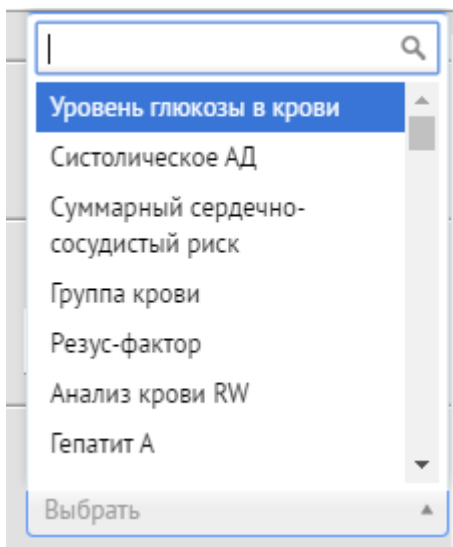 Уровень глюкозы в крови
Систолическое АД
Суммарный сердечно-
сосудистый риск
Группа крови
Резус-фактор
Анализ крови RW
Гепатит А
Выбрать